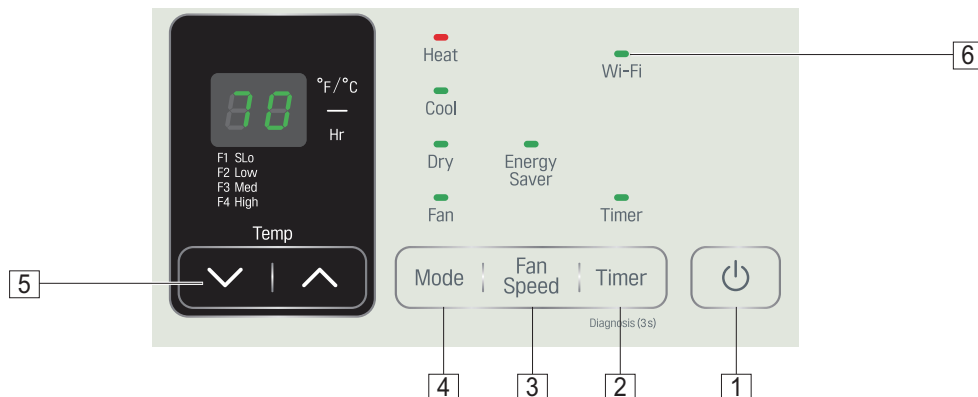 °F/°C
70
Hr
F1 SLo
F2 Low
F3 Med
F4 High
Temp
Heat
Cool
Dry
Fan
Energy
Saver
Wi-Fi
Timer
Mode
Fan
Speed
Timer
Diagnosis (3s)
6
5
4
3
2
1